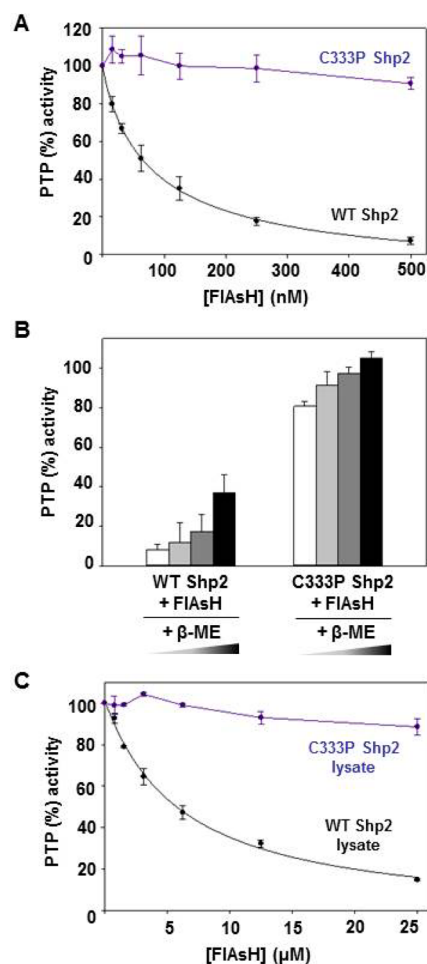 A
120
100
80
60
40
20
0
PTP (%) activity
C333P Shp2
WT Shp2
100
200
300
400
500
[FlAsH] (nM)
B
100
80
60
40
20
0
PTP (%) activity
WT Shp2
+ FlAsH
+ β-ME
C333P Shp2
+ FlAsH
+ β-ME
C
100
80
60
40
20
0
PTP (%) activity
C333P Shp2
lysate
WT Shp2
lysate
5
10
15
20
25
[FlAsH] (μM)